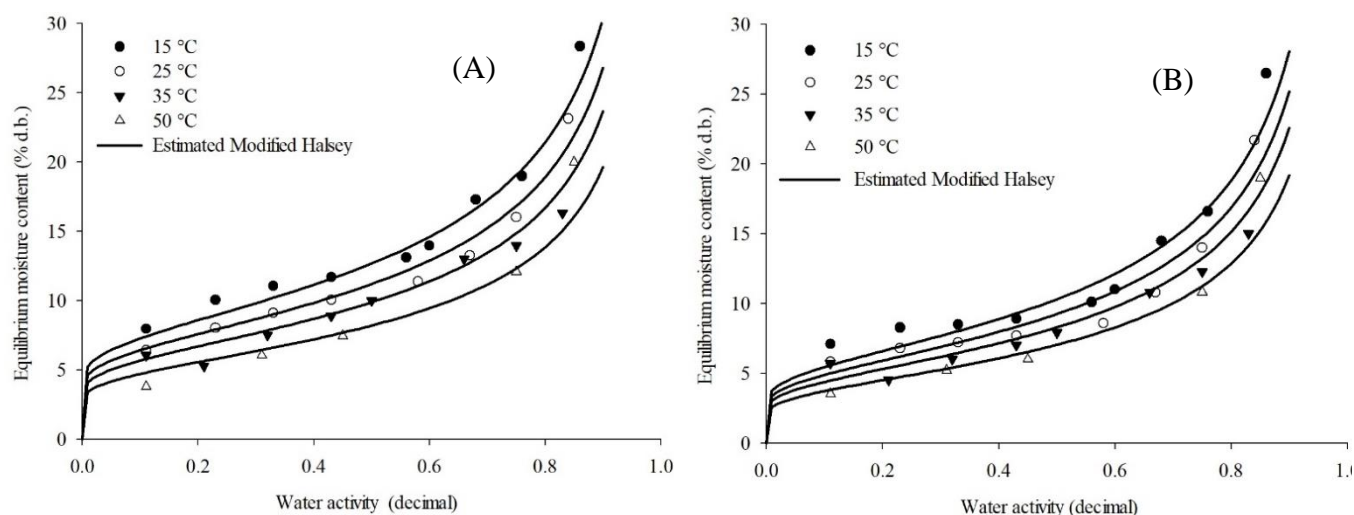 30
25
20
15
10
5
0
Equilibrium moisture content (% d.b.)
15 °C
25 °C
35 °C
50 °C
Estimated Modified Halsey
(A)
0.0 0.2 0.4 0.6 0.8 1.0
Water activity (decimal)
30
25
20
15
10
5
0
Equilibrium moisture content (% d.b.)
15 °C
25 °C
35 °C
50 °C
Estimated Modified Halsey
(B)
0.0 0.2 0.4 0.6 0.8 1.0
Water activity (decimal)